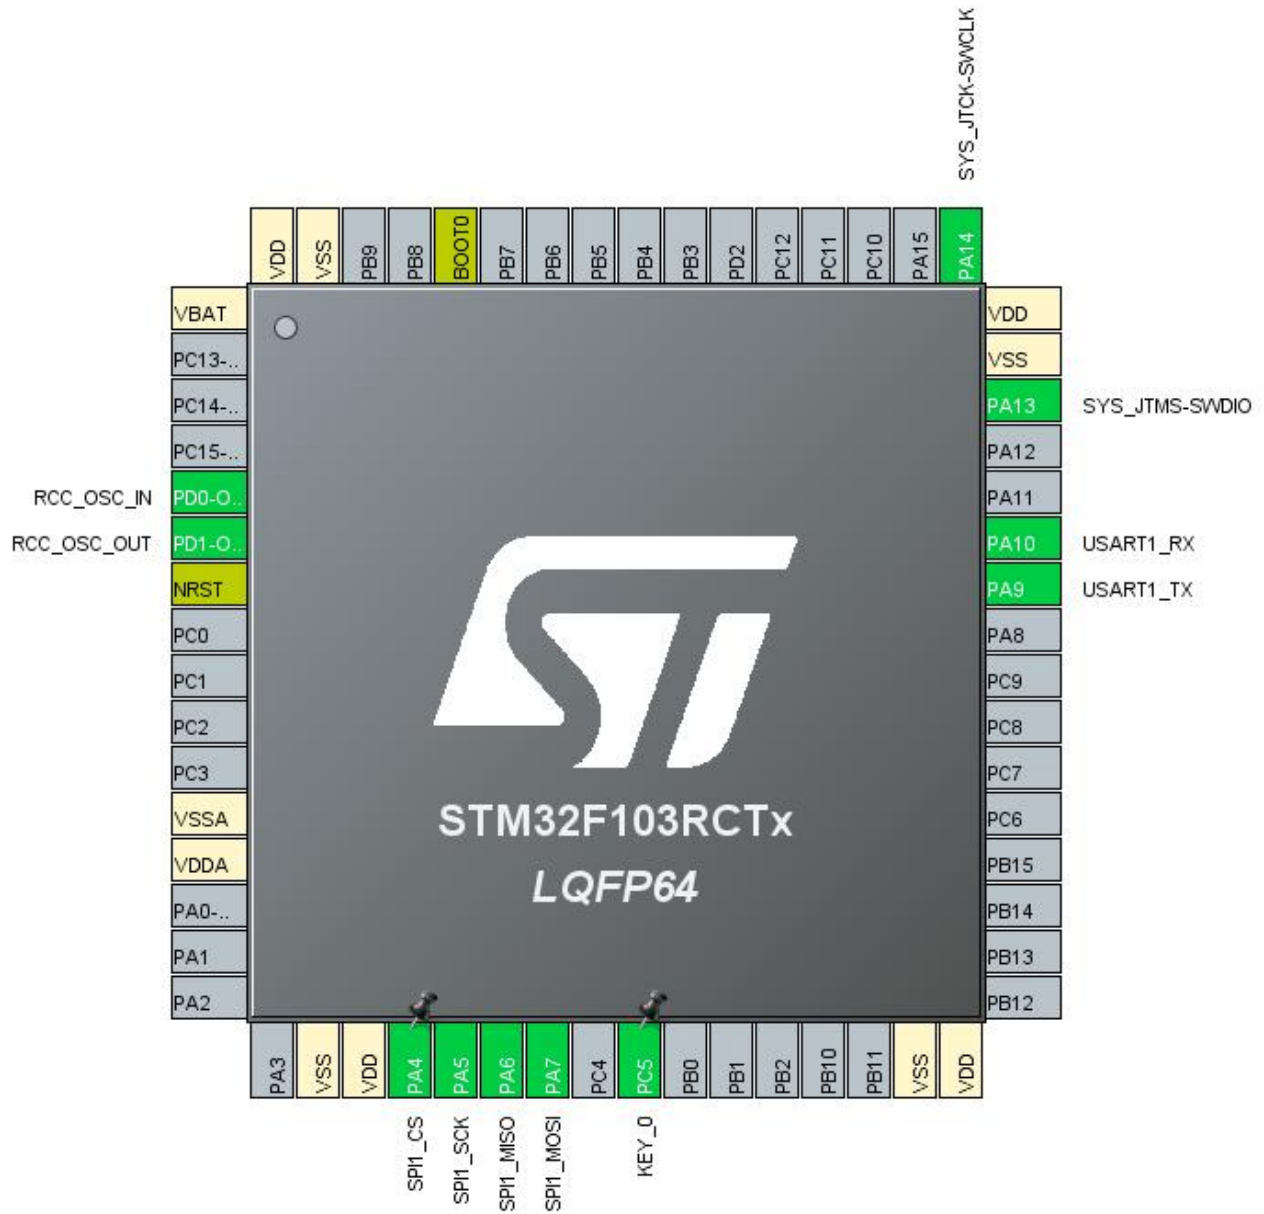 SYS_JTCK-SWCLK
VDD
VSS
PB9
PB8
BOOT0
PB7
PB6
PB5
PB4
PB3
PD2
PC12
PC11
PC10
PA15
PA14
VBAT
PC13-..
PC14-..
PC15-..
RCC_OSC_IN PD0-O..
RCC_OSC_OUT PD1-O..
NRST
PC0
PC1
PC2
PC3
VSSA
VDDA
PA0-..
PA1
PA2
VDD
VSS
PA13 SYS_JTMS-SWDIO
PA12
PA11
PA10 USART1_RX
PA9 USART1_TX
PA8
PC9
PC8
PC7
PC6
PB15
PB14
PB13
PB12
ST
STM32F103RCTx
LQFP64
PA3
VSS
VDD
PA4
PA5
PA6
PA7
PC4
PC5
PB0
PB1
PB2
PB10
PB11
VSS
VDD
SPI1_CS
SPI1_SCK
SPI1_MISO
SPI1_MOSI
KEY_0